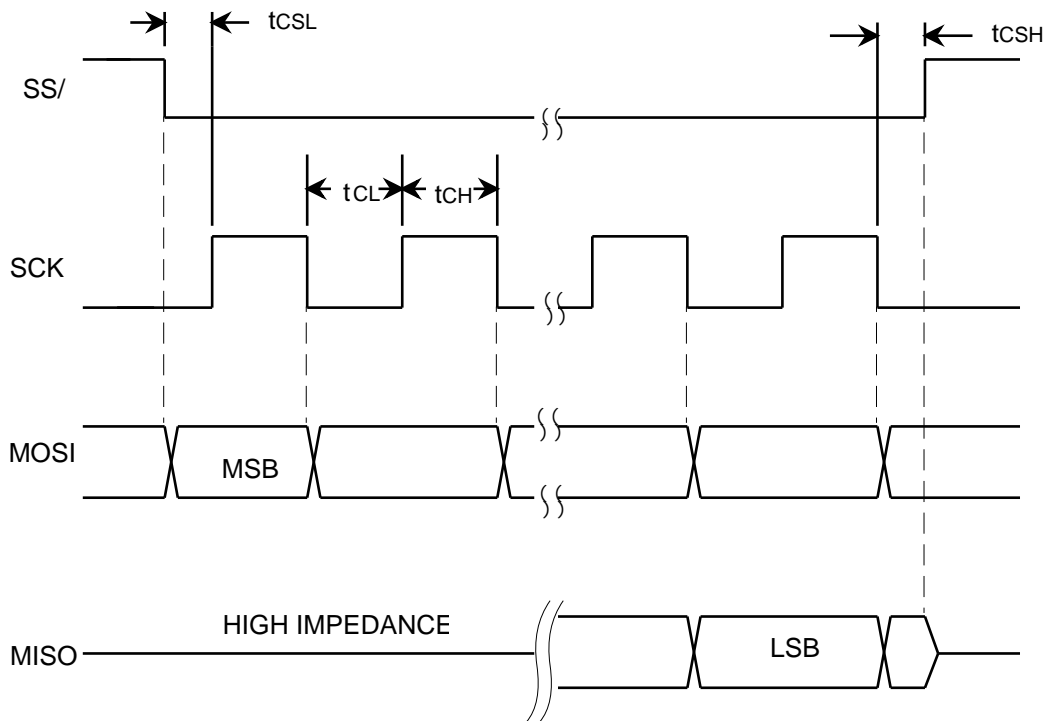 tCSL
tCSH
SS/
tCL
tCH
SCK
MOSI
MSB
HIGH IMPEDANCE
MISO
LSB